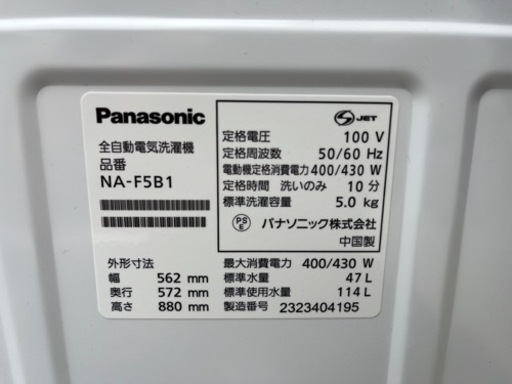 Panasonic
全自動電気洗濯機
品番
NA-F5B1
外形寸法
幅 562 mm
奥行 572 mm
高さ 880 mm
S JET
定格電圧 100 V
定格周波数 50/60 Hz
電動機定格消費電力 400/430 W
定格時間 洗いのみ 10 分
標準洗濯容量 5.0 kg
PS E パナソニック株式会社
中国製
最大消費電力 400/430 W
標準水量 47 L
標準使用水量 114 L
製造番号 2323404195